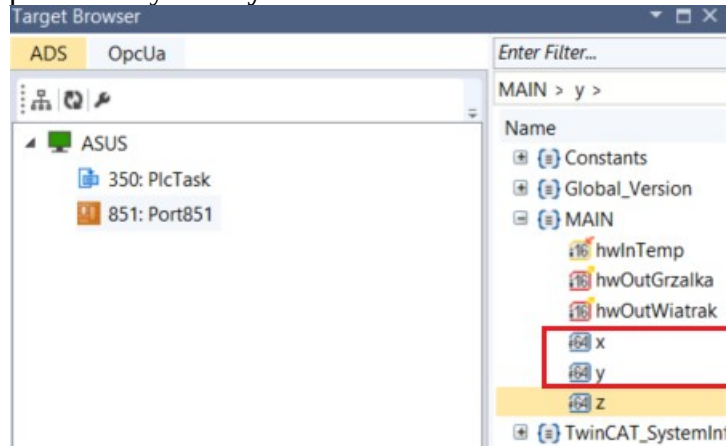 Target Browser
ADS OpcUa
Enter Filter...
MAIN > y >
Name
ASUS
350: PlcTask
851: Port851
Constants
Global_Version
MAIN
hwInTemp
hwOutGrzalka
hwOutWiatrak
x
y
z